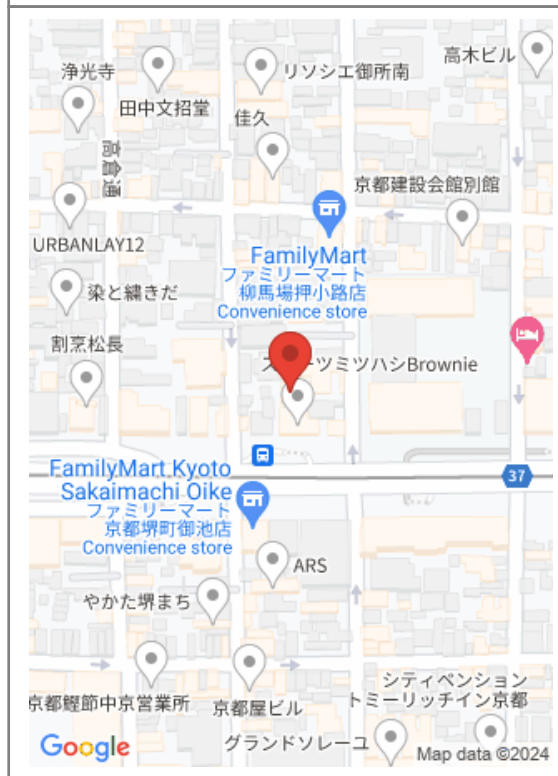 高木ビル
浄光寺
リソシエ御所南
田中文招堂
佳久
高倉通
京都建設会館別館
URBANLAY12
FamilyMart
ファミリーマート
柳馬場押小路店
Convenience store
染と繍きだ
割烹松長
ーツミツハシBrownie
37
FamilyMart Kyoto
Sakaimachi Oike
ファミリーマート
京都堺町御池店
Convenience store
ARS
やかた堺まち
京都鰹節中京営業所
京都屋ビル
シティペンション
トミーリッチイン京都
グランドソレーユ
Google
Map data ©2024